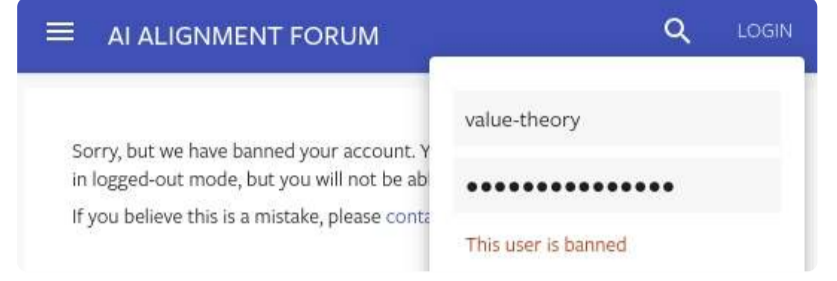 AI ALIGNMENT FORUM
LOGIN
Sorry, but we have banned your account. Y
in logged-out mode, but you will not be ab
If you believe this is a mistake, please conta
value-theory
•••••••••••••••
This user is banned